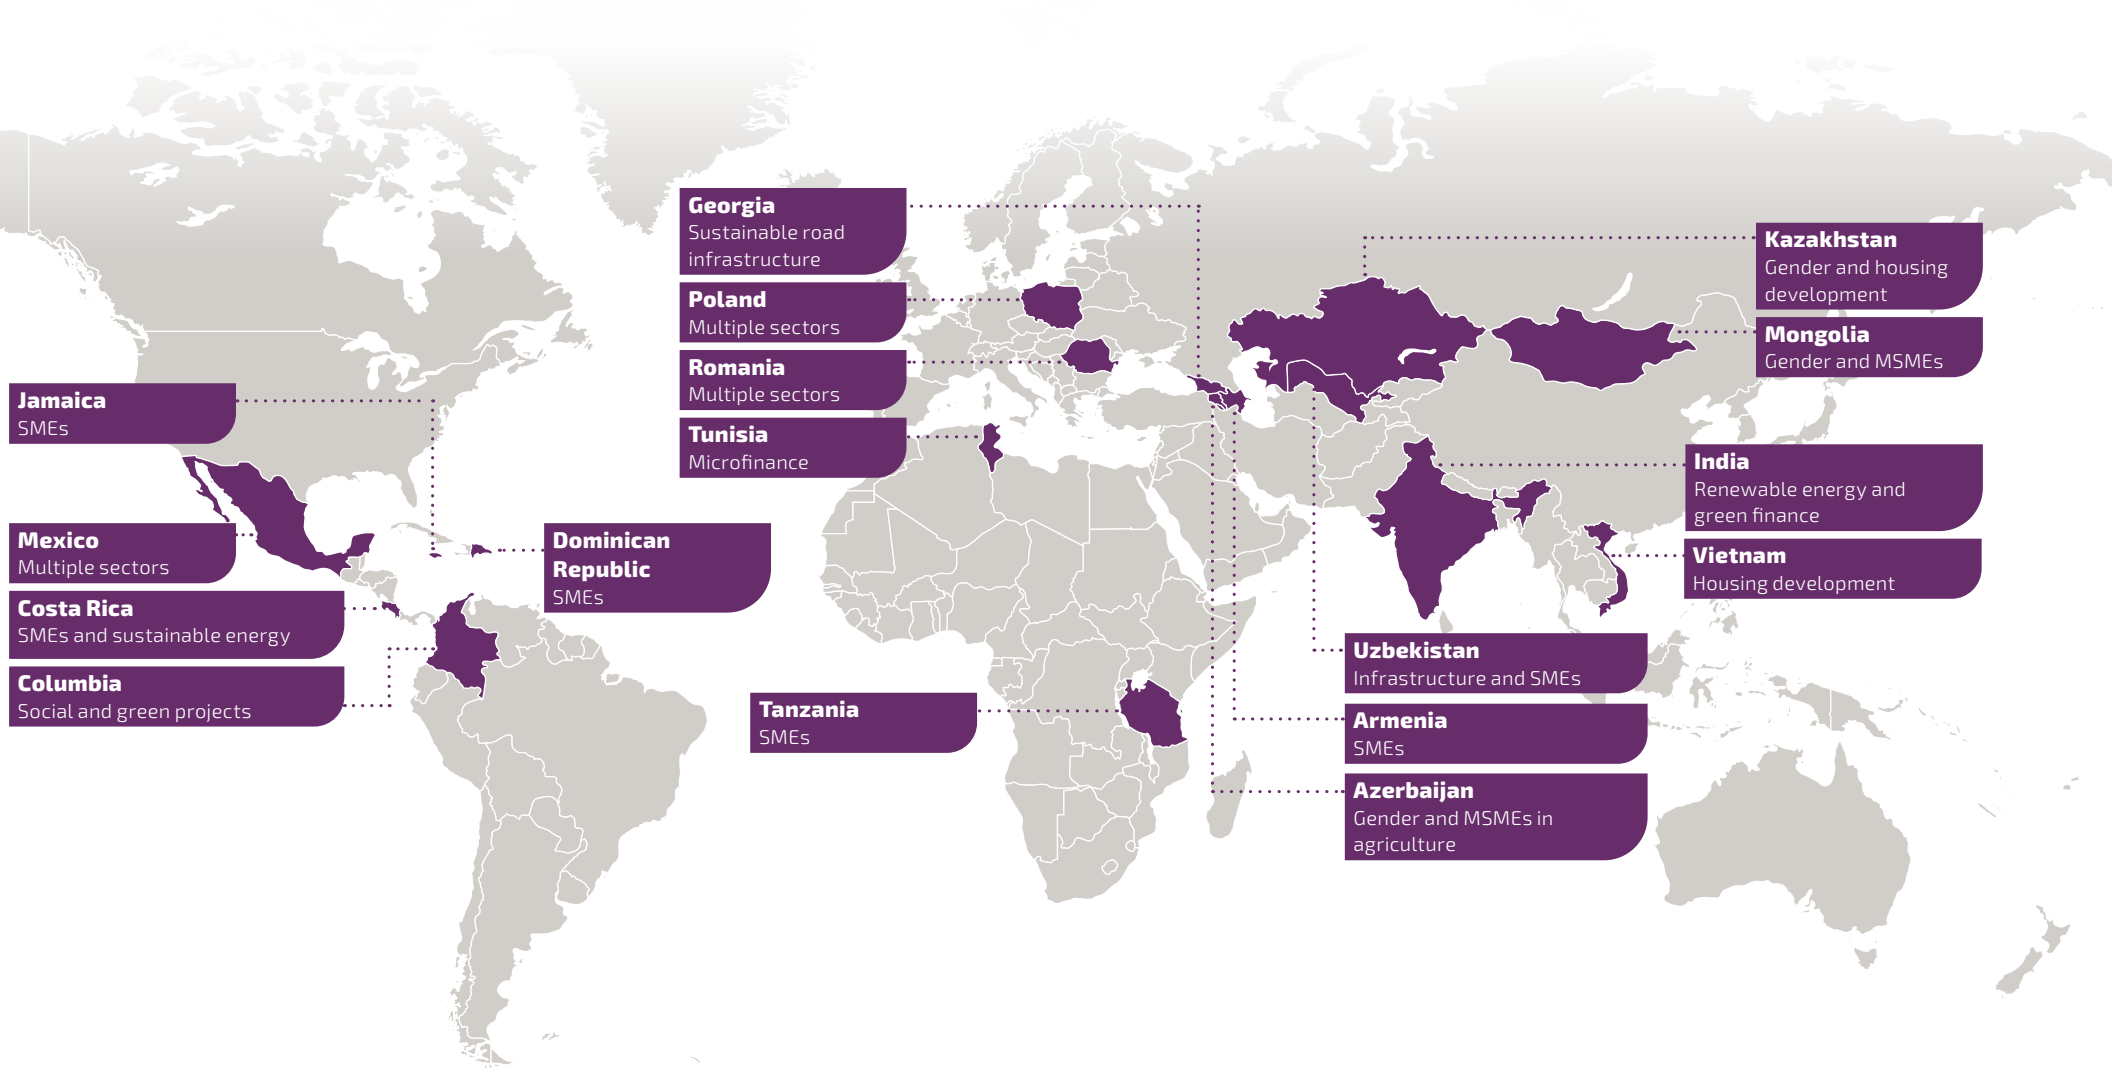 Georgia
Sustainable road
infrastructure
Poland
Multiple sectors
Romania
Multiple sectors
Tunisia
Microfinance
Kazakhstan
Gender and housing
development
Mongolia
Gender and MSMEs
India
Renewable energy and
green finance
Vietnam
Housing development
Jamaica
SMEs
Mexico
Multiple sectors
Costa Rica
SMEs and sustainable energy
Columbia
Social and green projects
Dominican
Republic
SMEs
Tanzania
SMEs
Uzbekistan
Infrastructure and SMEs
Armenia
SMEs
Azerbaijan
Gender and MSMEs in
agriculture